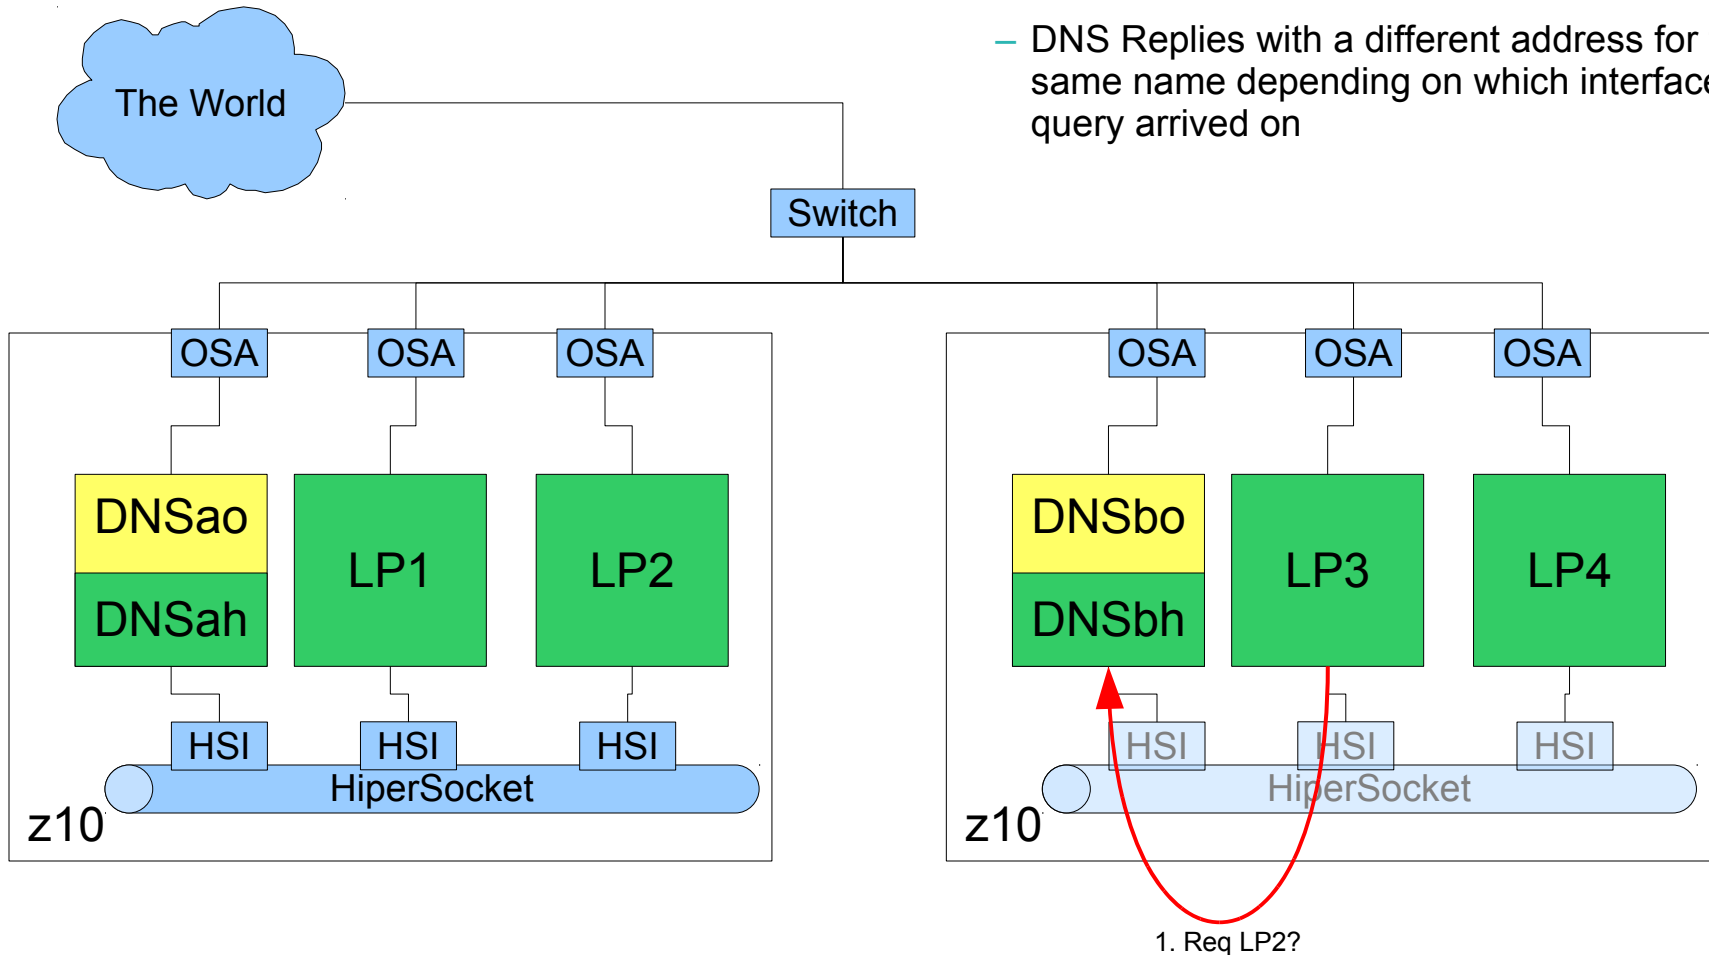 – DNS Replies with a different address for
same name depending on which interface
query arrived on
The World
Switch
OSA OSA OSA OSA OSA OSA
DNSao DNSbo
LP1 LP2 LP3 LP4
DNSah DNSbh
HSI HSI HSI HSI HSI HSI
HiperSocket HiperSocket
z10 z10
1. Req LP2?